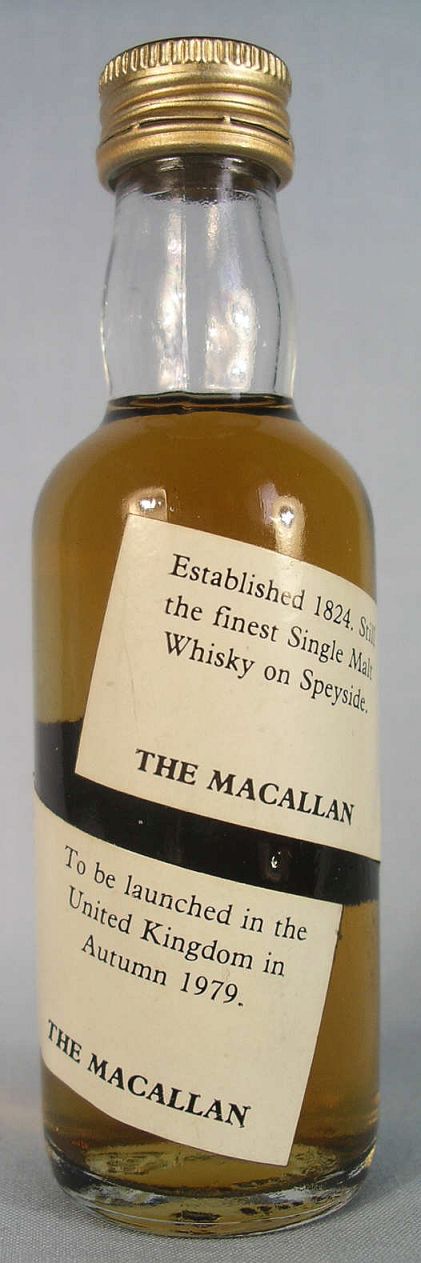 Established 1824. Still
the finest Single Malt
Whisky on Speyside.
THE MACALLAN
To be launched in the
United Kingdom in
Autumn 1979.
THE MACALLAN